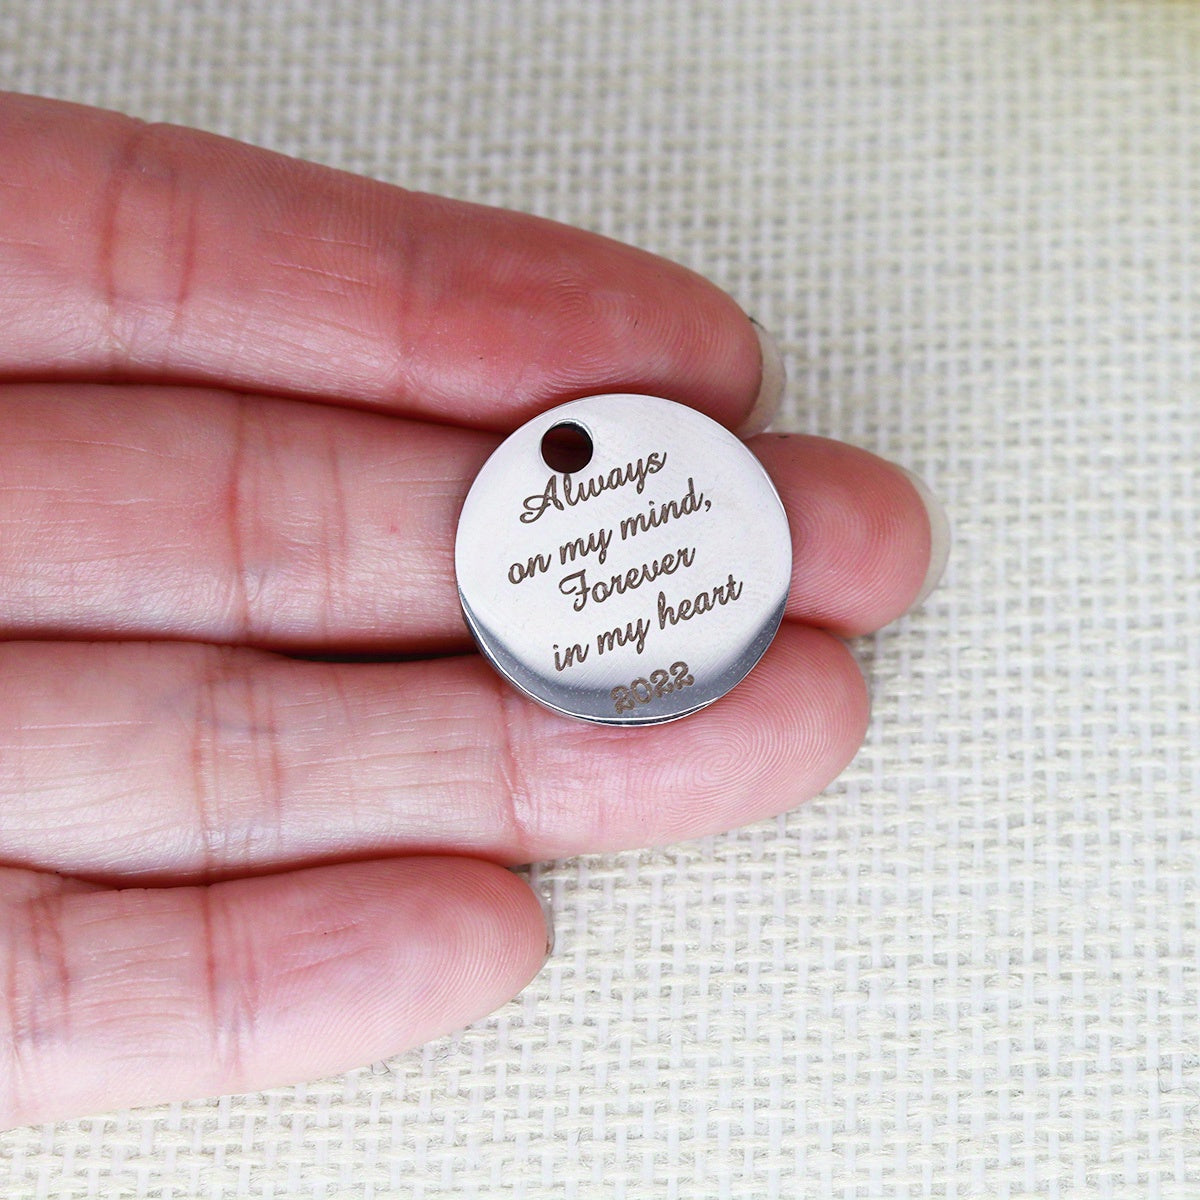 Always
on my mind,
Forever
in my heart
2022